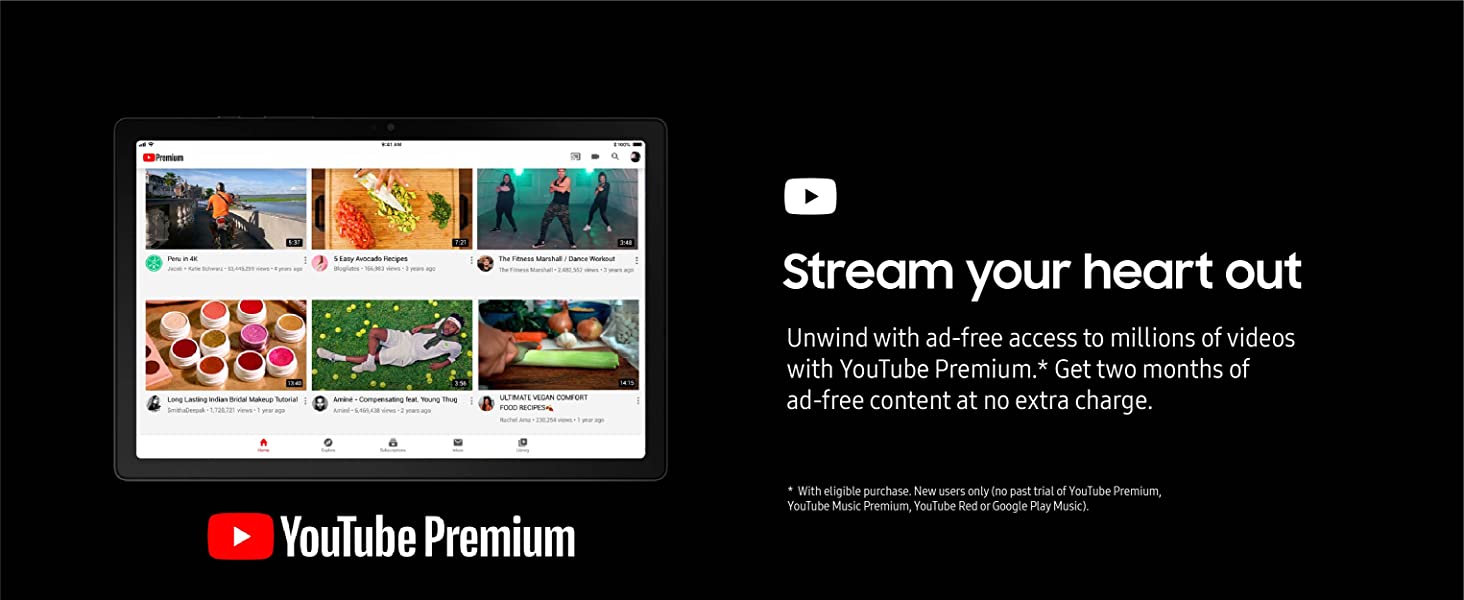 9:41 AM
100%
Premium
5:37
7:21
3:48
Peru in 4K
Jacob + Katie Schwarz • 53,445,293 views • 4 years ago
5 Easy Avocado Recipes
Blogilates • 166,983 views • 3 years ago
The Fitness Marshall / Dance Workout
The Fitness Marshall • 2,480,552 views • 3 years ago
13:40
3:56
14:15
Long Lasting Indian Bridal Makeup Tutorial
SmithaDeepak • 1,728,721 views • 1 year ago
Aminé - Compensating feat. Young Thug
Aminé • 6,469,438 views • 2 years ago
ULTIMATE VEGAN COMFORT
FOOD RECIPES
Rachel Ama • 230,264 views • 1 year ago
Home
Explore
Subscriptions
Inbox
Library
YouTube Premium
Stream your heart out
Unwind with ad-free access to millions of videos
with YouTube Premium.* Get two months of
ad-free content at no extra charge.
* With eligible purchase. New users only (no past trial of YouTube Premium,
YouTube Music Premium, YouTube Red or Google Play Music).